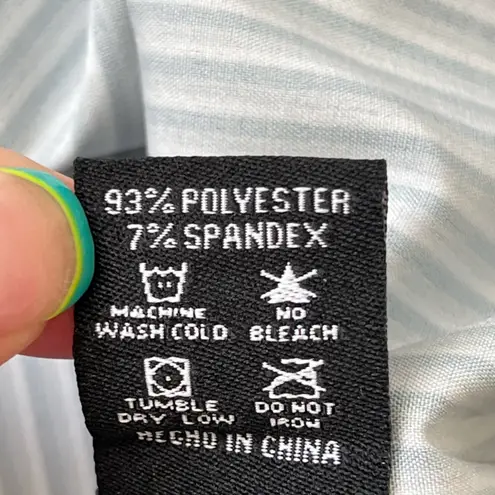 93% POLYESTER
7% SPANDEX
MACHINE
WASH COLD
NO
BLEACH
TUMBLE
DRY LOW
DO NOT
IRON
HECHO IN CHINA